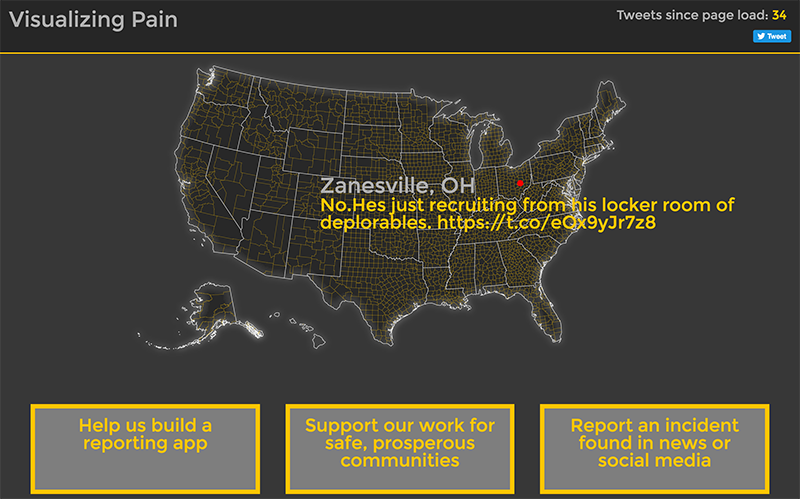 Visualizing Pain
Tweets since page load: 34
Tweet
Zanesville, OH
No.Hes just recruiting from his locker room of
deplorables. https://t.co/eQx9yJr7z8
Help us build a
reporting app
Support our work for
safe, prosperous
communities
Report an incident
found in news or
social media